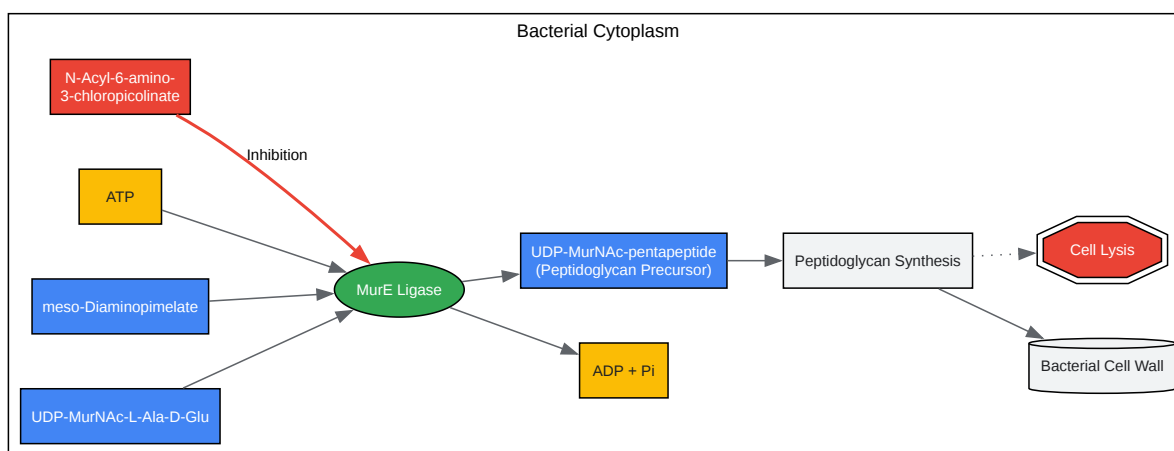 Bacterial Cytoplasm
N-Acyl-6-amino-
3-chloropicolinate
Inhibition
ATP
meso-Diaminopimelate
UDP-MurNAc-L-Ala-D-Glu
MurE Ligase
UDP-MurNAc-pentapeptide
(Peptidoglycan Precursor)
ADP + Pi
Peptidoglycan Synthesis
Cell Lysis
Bacterial Cell Wall